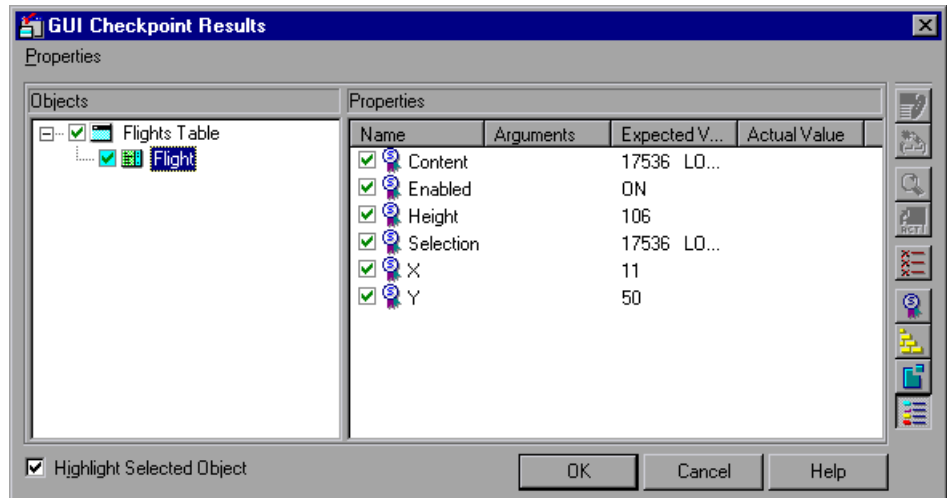 GUI Checkpoint Results
Properties
Objects
Properties
Flights Table
Flight
Name Arguments Expected V... Actual Value
Content 17536 LO...
Enabled ON
Height 106
Selection 17536 LO...
X 11
Y 50
Highlight Selected Object
OK Cancel Help